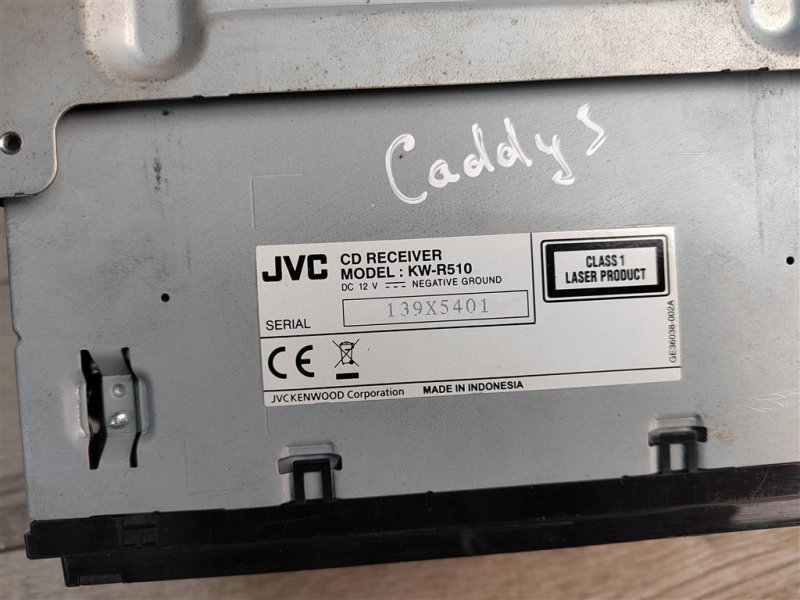 Caddy s
JVC
CD RECEIVER
MODEL : KW-R510
DC 12 V NEGATIVE GROUND
SERIAL 139X5401
CLASS 1
LASER PRODUCT
GE36038-002A
CE
JVCKENWOOD Corporation MADE IN INDONESIA